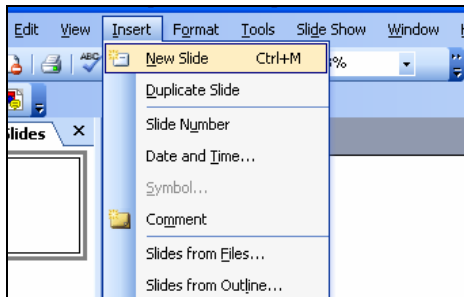 Edit View Insert Format Tools Slide Show Window
New Slide Ctrl+M
%
Duplicate Slide
Slides ×
Slide Number
Date and Time...
Symbol...
Comment
Slides from Files...
Slides from Outline...